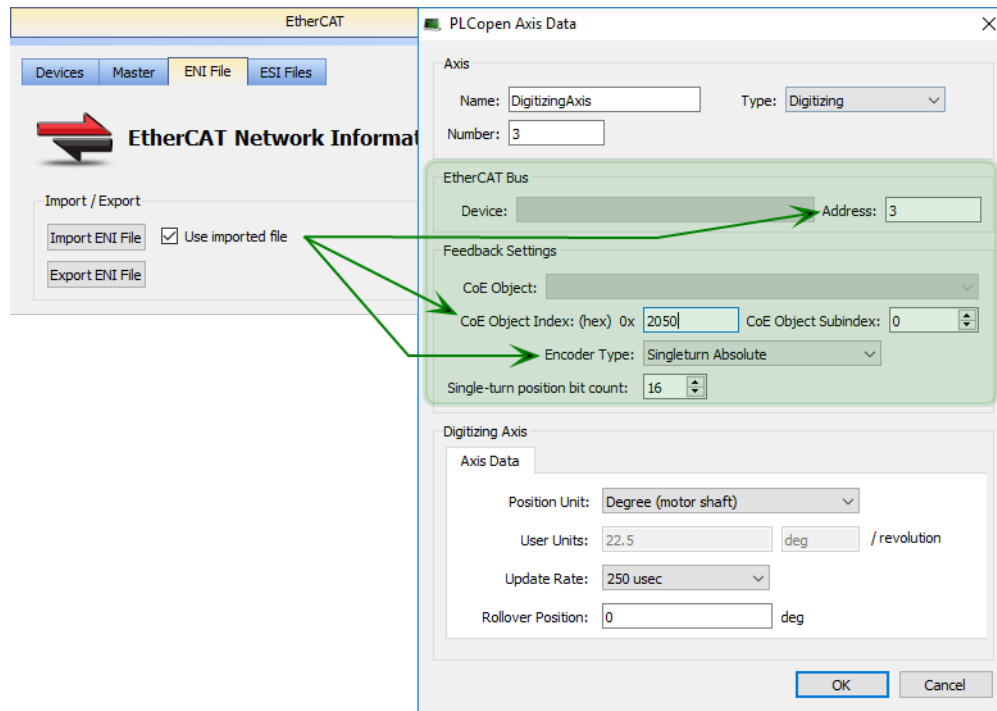 EtherCAT
Devices
Master
ENI File
ESI Files
EtherCAT Network Informat
Import / Export
Import ENI File
Use imported file
Export ENI File
PLCopen Axis Data
Axis
Name: DigitizingAxis Type: Digitizing
Number: 3
EtherCAT Bus
Device: Address: 3
Feedback Settings
CoE Object:
CoE Object Index: (hex) 0x 2050 CoE Object Subindex: 0
Encoder Type: Singleturn Absolute
Single-turn position bit count: 16
Digitizing Axis
Axis Data
Position Unit: Degree (motor shaft)
User Units: 22.5 deg / revolution
Update Rate: 250 usec
Rollover Position: 0 deg
OK Cancel